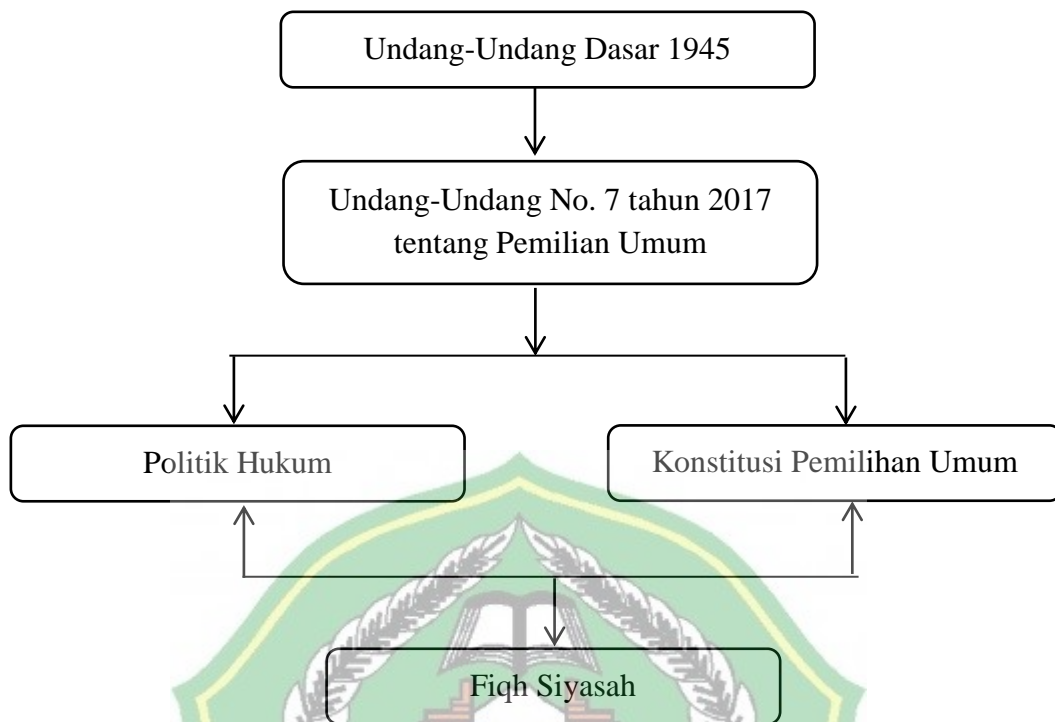 Undang-Undang Dasar 1945
Undang-Undang No. 7 tahun 2017
tentang Pemilian Umum
Politik Hukum
Konstitusi Pemilihan Umum
Fiqh Siyasah